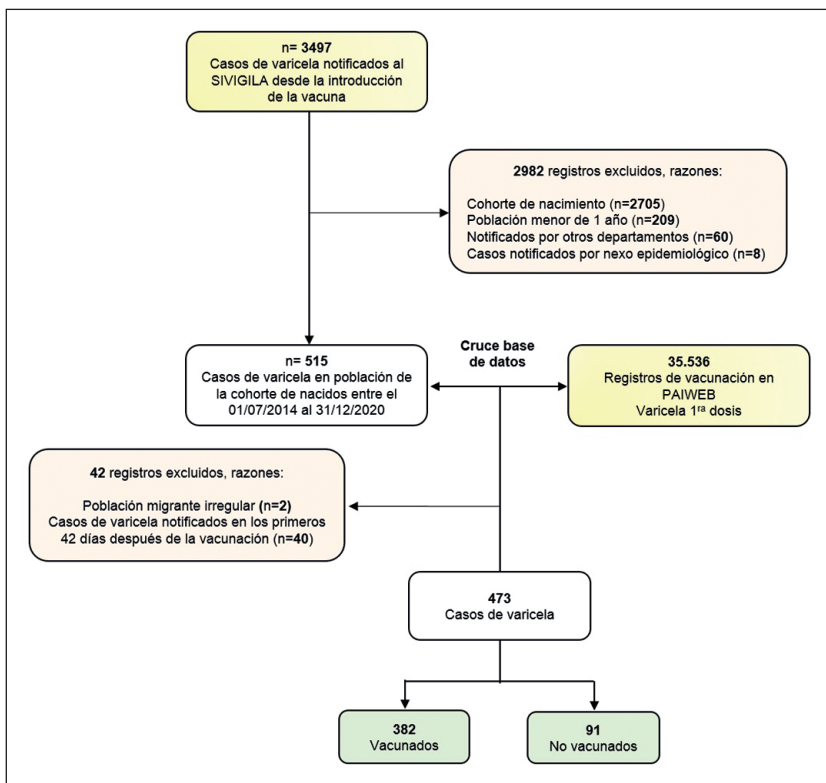 n= 3497
Casos de varicela notificados al
SIVIGILA desde la introducción
de la vacuna
2982 registros excluidos, razones:
Cohorte de nacimiento (n=2705)
Población menor de 1 año (n=209)
Notificados por otros departamentos (n=60)
Casos notificados por nexo epidemiológico (n=8)
n= 515
Casos de varicela en población de
la cohorte de nacidos entre el
01/07/2014 al 31/12/2020
Cruce base
de datos
35.536
Registros de vacunación en
PAIWEB
Varicela 1ra dosis
42 registros excluidos, razones:
Población migrante irregular (n=2)
Casos de varicela notificados en los primeros
42 días después de la vacunación (n=40)
473
Casos de varicela
382
Vacunados
91
No vacunados